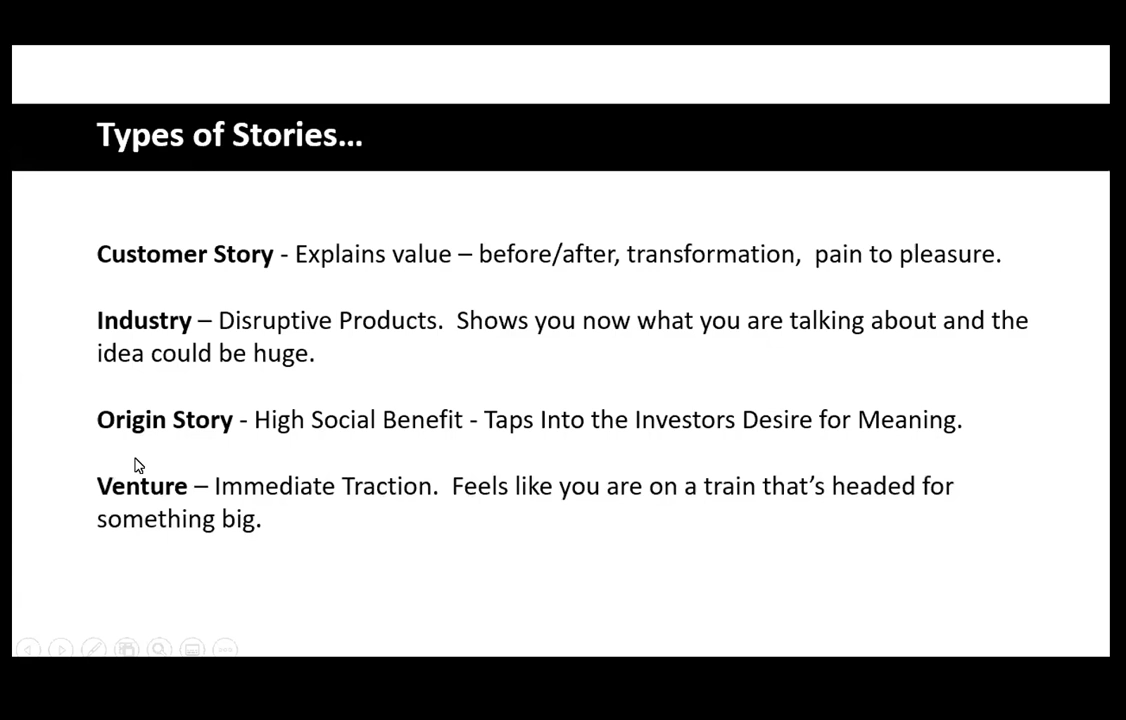 Types of Stories...
Customer Story - Explains value – before/after, transformation,  pain to pleasure.
Industry – Disruptive Products.  Shows you now what you are talking about and the
idea could be huge.
Origin Story - High Social Benefit - Taps Into the Investors Desire for Meaning.
Venture – Immediate Traction.  Feels like you are on a train that’s headed for
something big.